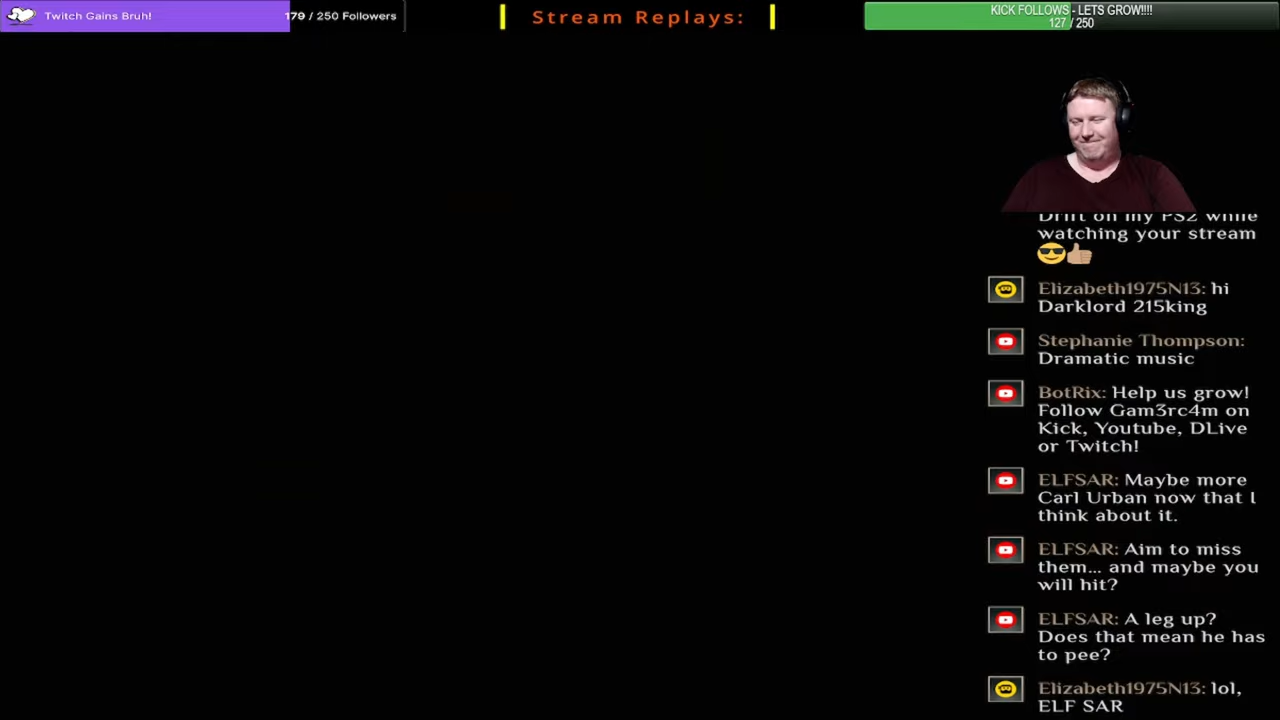 Twitch Gains Bruh!
179 / 250 Followers
Stream Replays:
KICK FOLLOWS - LETS GROW!!!!
127 / 250
Drift on my PS2 while
watching your stream
😎👍🏼
Elizabeth1975N13: hi
Darklord 215king
Stephanie Thompson:
Dramatic music
BotRix: Help us grow!
Follow Gam3rc4m on
Kick, Youtube, DLive
or Twitch!
ELFSAR: Maybe more
Carl Urban now that I
think about it.
ELFSAR: Aim to miss
them... and maybe you
will hit?
ELFSAR: A leg up?
Does that mean he has
to pee?
Elizabeth1975N13: lol,
ELF SAR